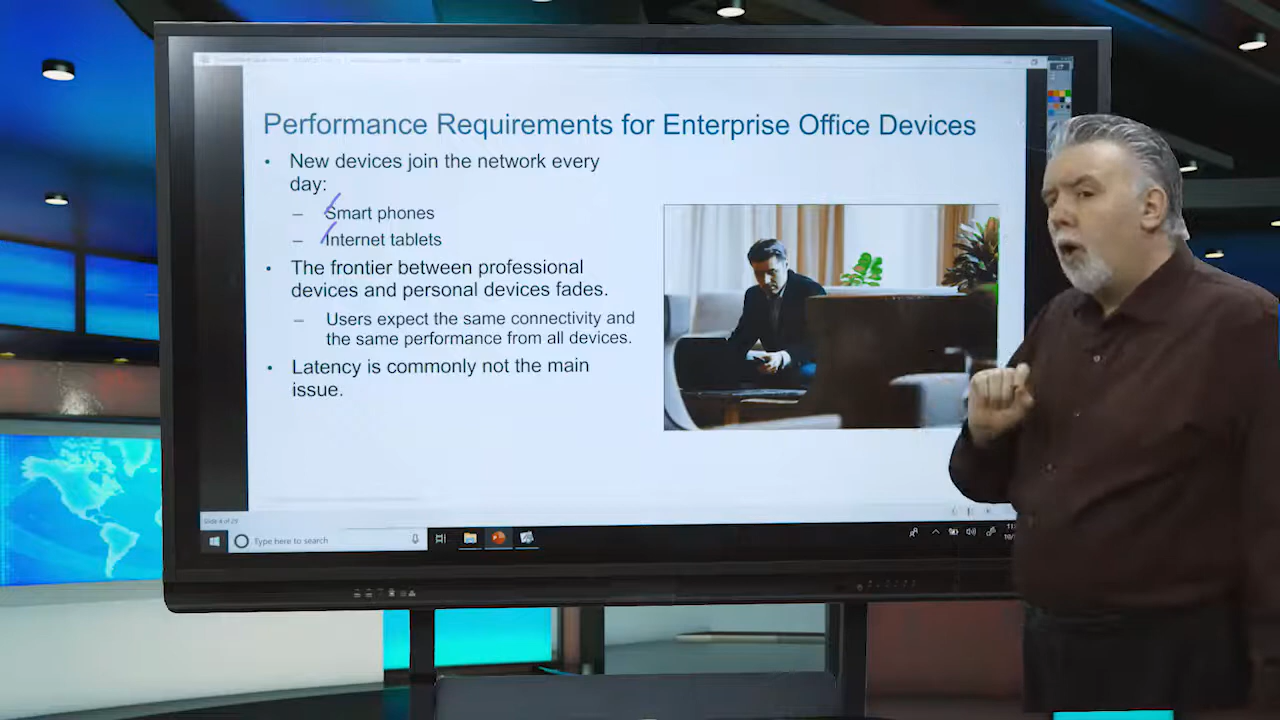 Performance Requirements for Enterprise Office Devices
• New devices join the network every
day:
– Smart phones
– Internet tablets
• The frontier between professional
devices and personal devices fades.
– Users expect the same connectivity and
the same performance from all devices.
• Latency is commonly not the main
issue.
Type here to search